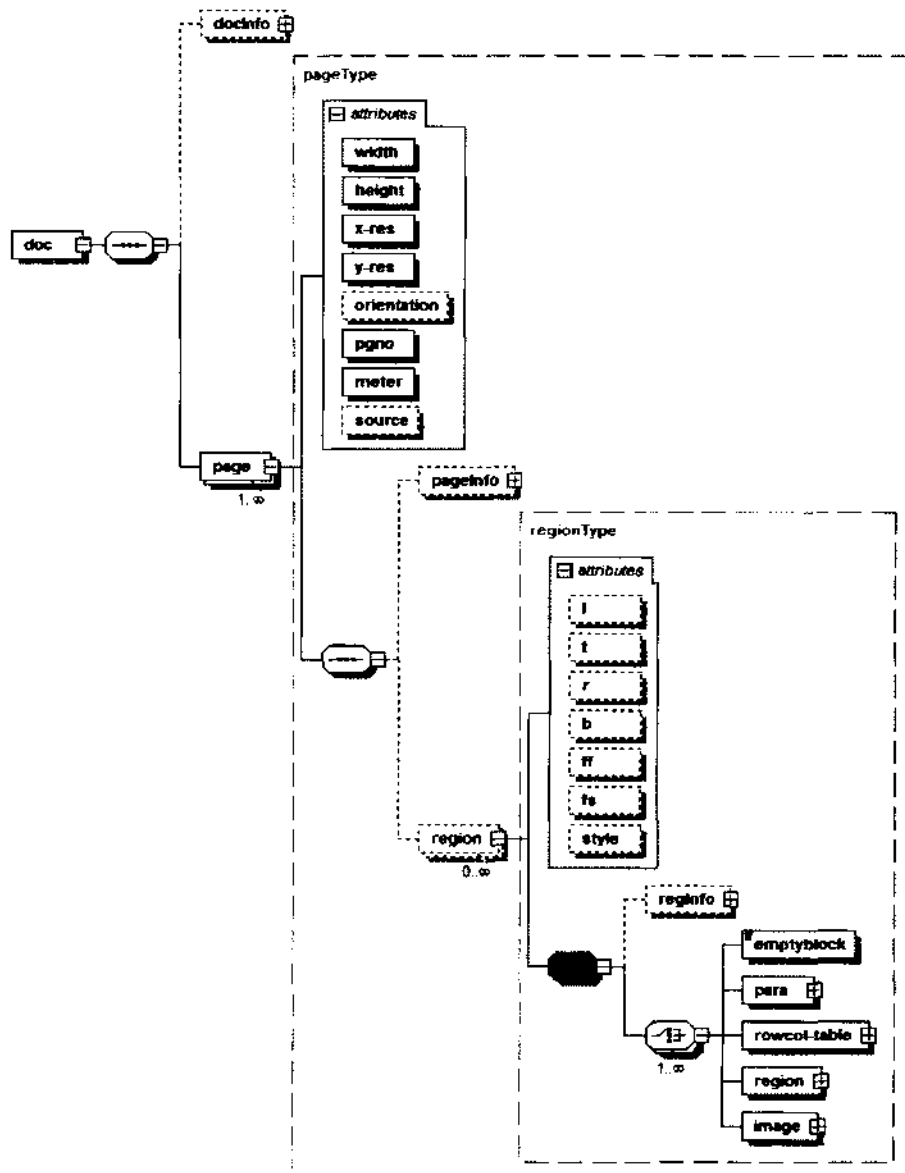 docInfo
pageType
attributes
width
height
x-res
y-res
orientation
pgno
meter
source
doc
page
1..∞
pageInfo
regionType
attributes
l
t
r
b
ff
fs
style
region
0..∞
regInfo
emptyblock
para
rowcol-table
1..∞
region
image